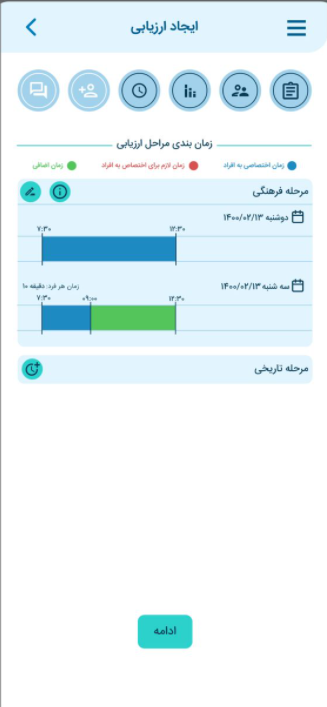 ایجاد ارزیابی
زمان بندی مراحل ارزیابی
زمان اختصاصی به افراد
زمان لازم برای اختصاص به افراد
زمان اضافی
مرحله فرهنگی
دوشنبه ۱۴۰۰/۰۲/۱۳
۷:۳۰ ۱۲:۳۰
سه شنبه ۱۴۰۰/۰۲/۱۳
زمان هر فرد: دقیقه ۱۰
۷:۳۰ ۰۹:۰۰ ۱۲:۳۰
مرحله تاریخی
ادامه